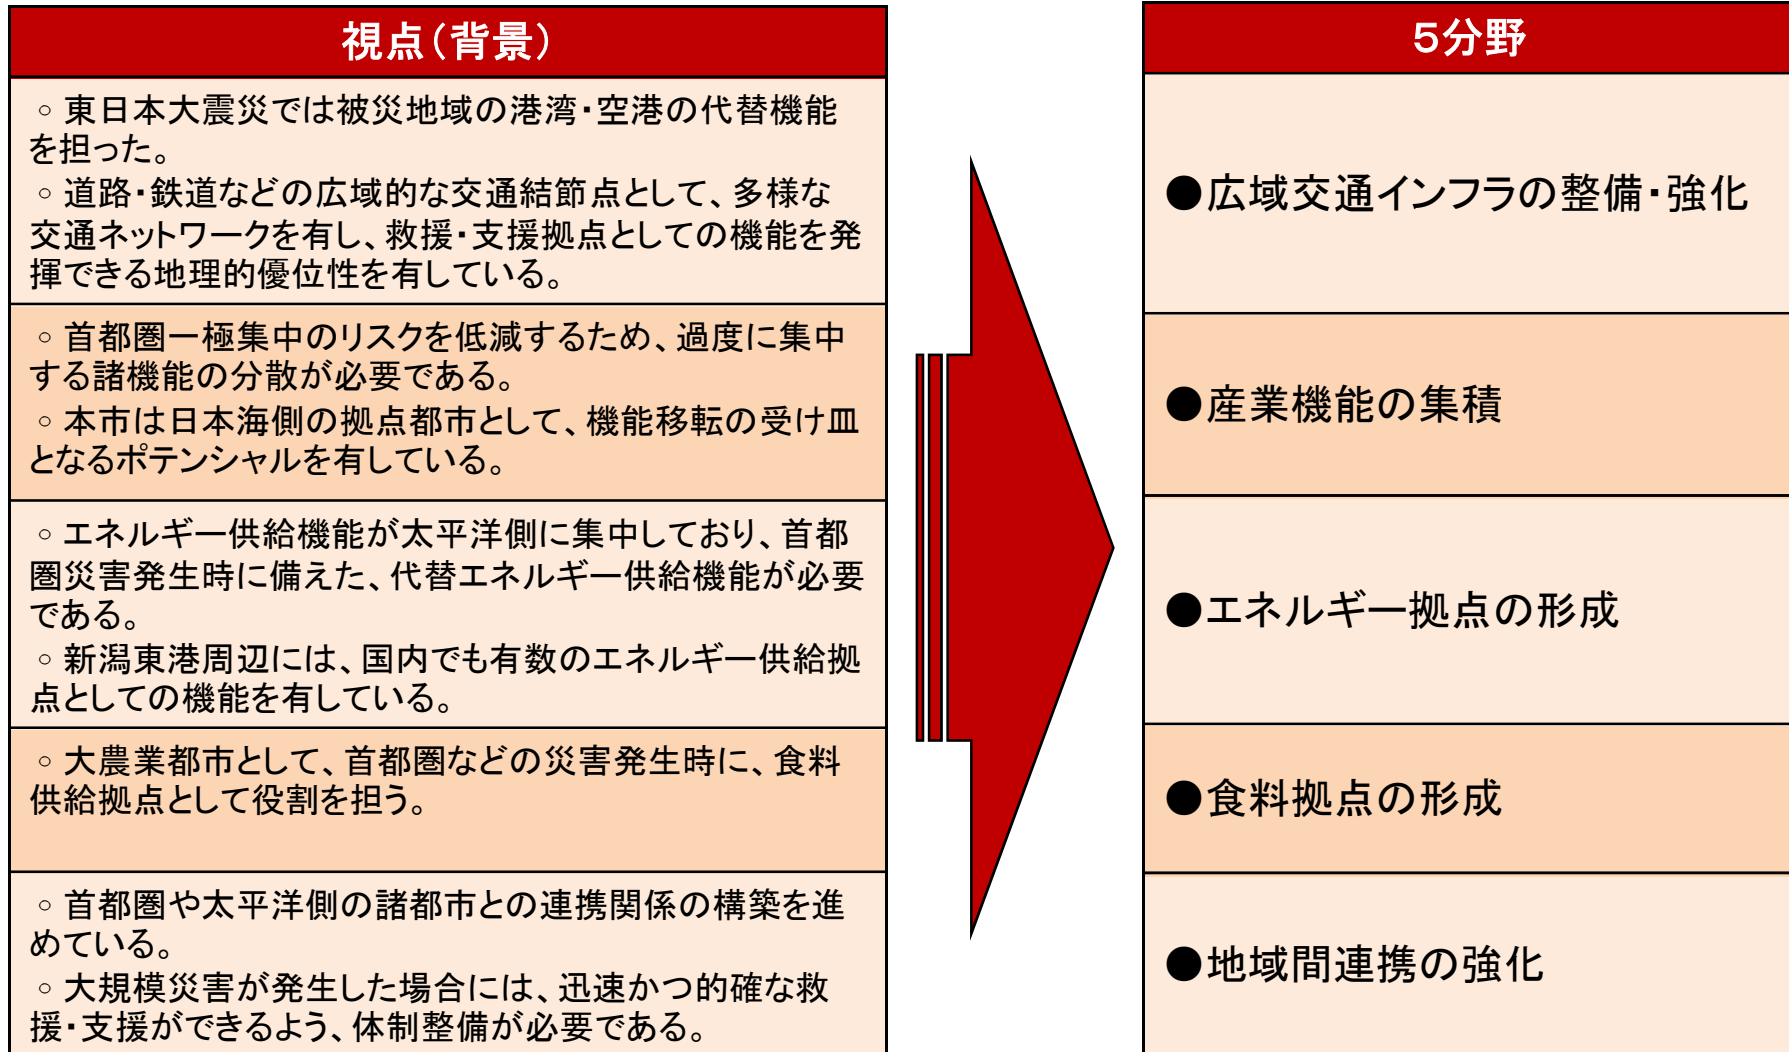 視点（背景）
◦ 東日本大震災では被災地域の港湾・空港の代替機能
を担った。
◦ 道路・鉄道などの広域的な交通結節点として、多様な
交通ネットワークを有し、救援・支援拠点としての機能を発
揮できる地理的優位性を有している。
◦ 首都圏一極集中のリスクを低減するため、過度に集中
する諸機能の分散が必要である。
◦ 本市は日本海側の拠点都市として、機能移転の受け皿
となるポテンシャルを有している。
◦ エネルギー供給機能が太平洋側に集中しており、首都
圏災害発生時に備えた、代替エネルギー供給機能が必要
である。
◦ 新潟東港周辺には、国内でも有数のエネルギー供給拠
点としての機能を有している。
◦ 大農業都市として、首都圏などの災害発生時に、食料
供給拠点として役割を担う。
◦ 首都圏や太平洋側の諸都市との連携関係の構築を進
めている。
◦ 大規模災害が発生した場合には、迅速かつ的確な救
援・支援ができるよう、体制整備が必要である。
５分野
●広域交通インフラの整備・強化
●産業機能の集積
●エネルギー拠点の形成
●食料拠点の形成
●地域間連携の強化